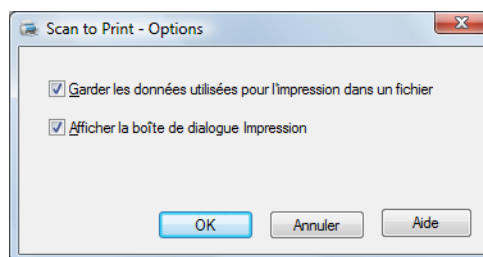 Scan to Print - Options
Garder les données utilisées pour l'impression dans un fichier
Afficher la boîte de dialogue Impression
OK Annuler Aide